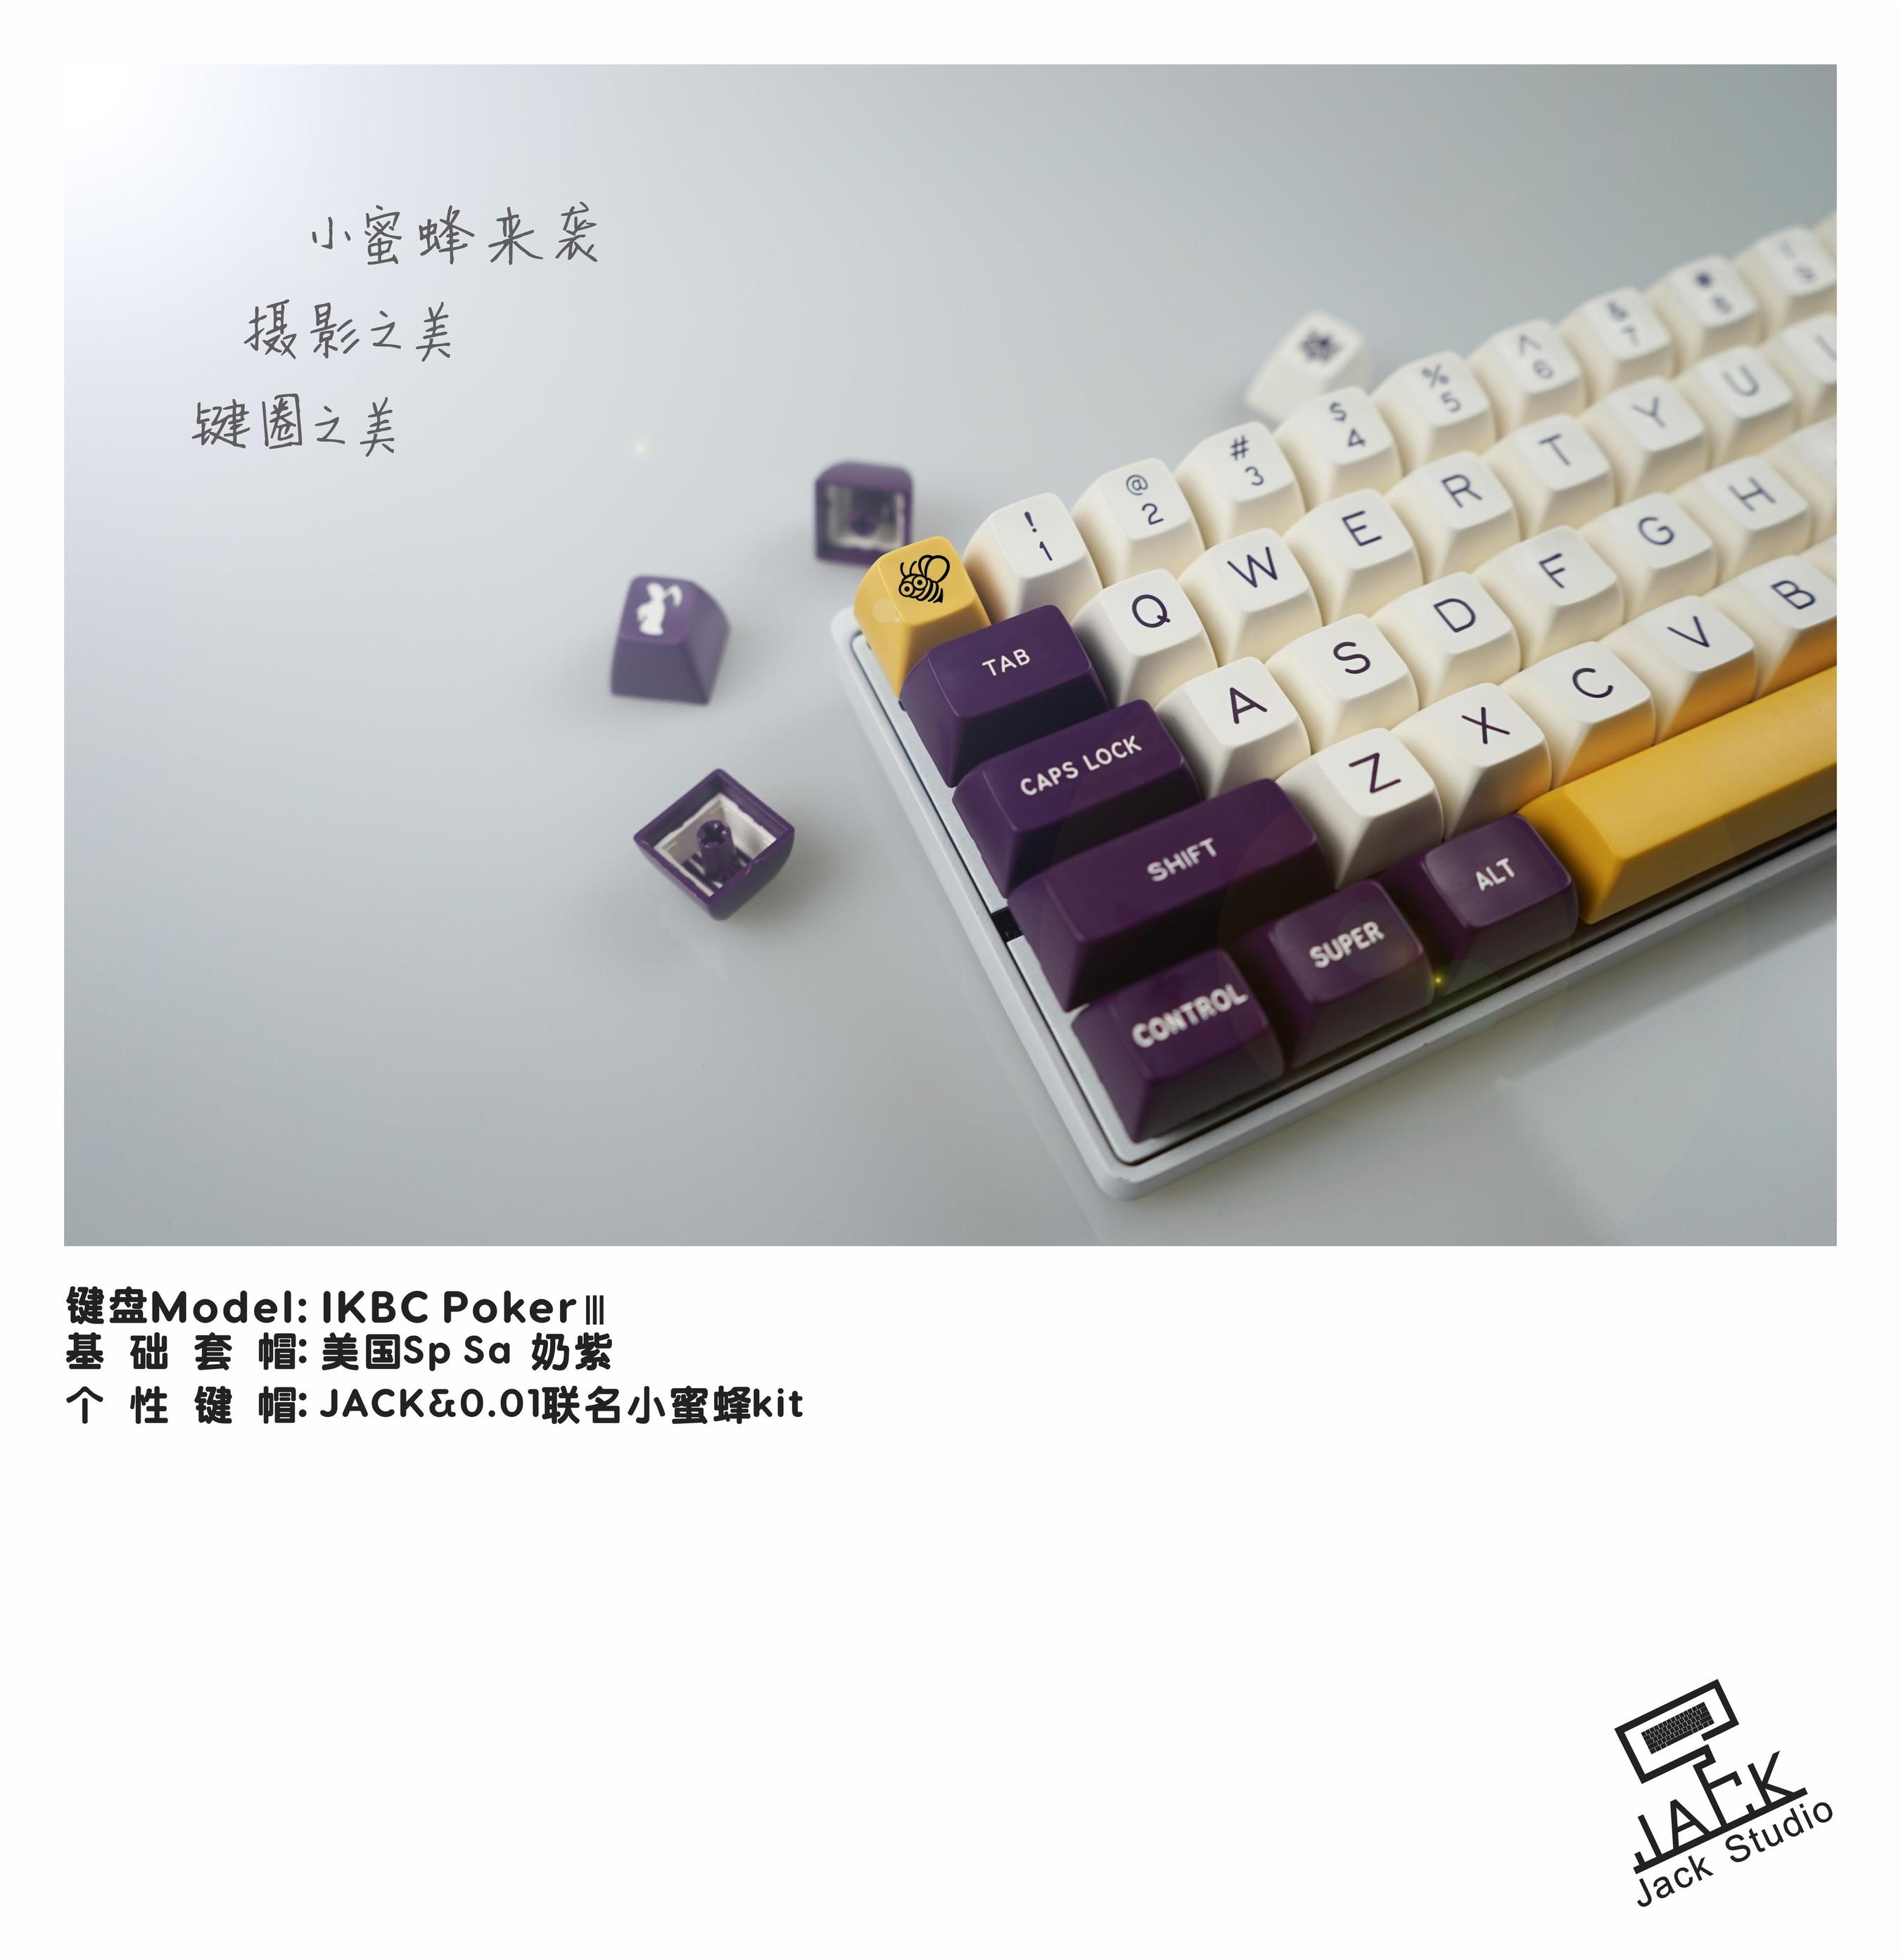 小蜜蜂来袭
摄影之美
键圈之美
! 1
@ 2
# 3
$ 4
% 5
^ 6
& 7
* 8
TAB
Q W E R T Y U
CAPS LOCK
A S D F G H
SHIFT
Z X C V B
CONTROL
SUPER
ALT
键盘Model: IKBC PokerⅢ
基 础 套 帽: 美国Sp Sa 奶紫
个 性 键 帽: JACK&0.01联名小蜜蜂kit
JACK
Jack Studio